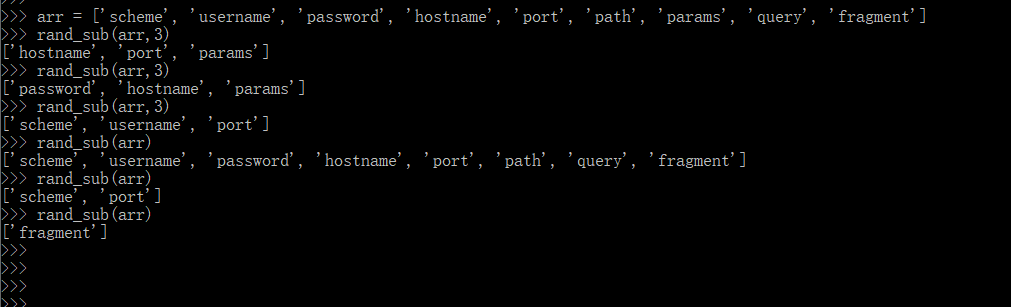 >>>
>>> arr = ['scheme', 'username', 'password', 'hostname', 'port', 'path', 'params', 'query', 'fragment']
>>> rand_sub(arr,3)
['hostname', 'port', 'params']
>>> rand_sub(arr,3)
['password', 'hostname', 'params']
>>> rand_sub(arr,3)
['scheme', 'username', 'port']
>>> rand_sub(arr)
['scheme', 'username', 'password', 'hostname', 'port', 'path', 'query', 'fragment']
>>> rand_sub(arr)
['scheme', 'port']
>>> rand_sub(arr)
['fragment']
>>>
>>>
>>>
>>>